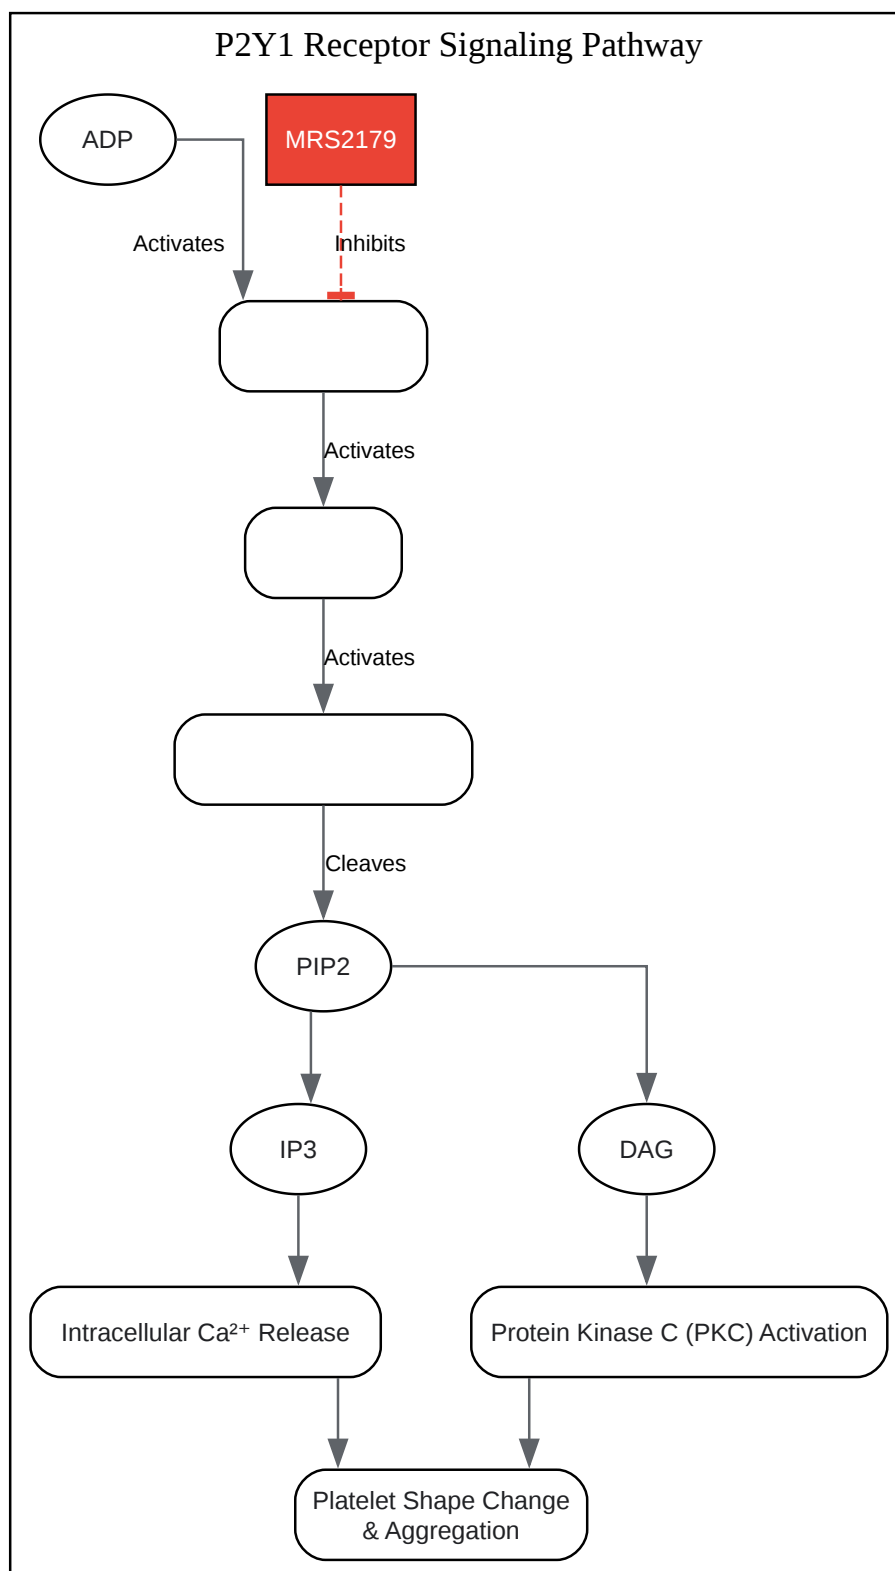 P2Y1 Receptor Signaling Pathway
ADP
MRS2179
Activates
Inhibits
Activates
Activates
Cleaves
PIP2
IP3
DAG
Intracellular Ca²⁺ Release
Protein Kinase C (PKC) Activation
Platelet Shape Change
& Aggregation